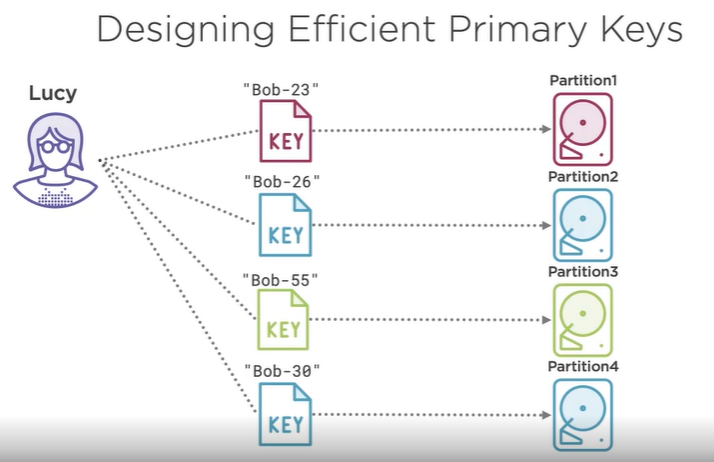 Designing Efficient Primary Keys
Lucy
"Bob-23"
KEY
Partition1
"Bob-26"
KEY
Partition2
"Bob-55"
KEY
Partition3
"Bob-30"
KEY
Partition4